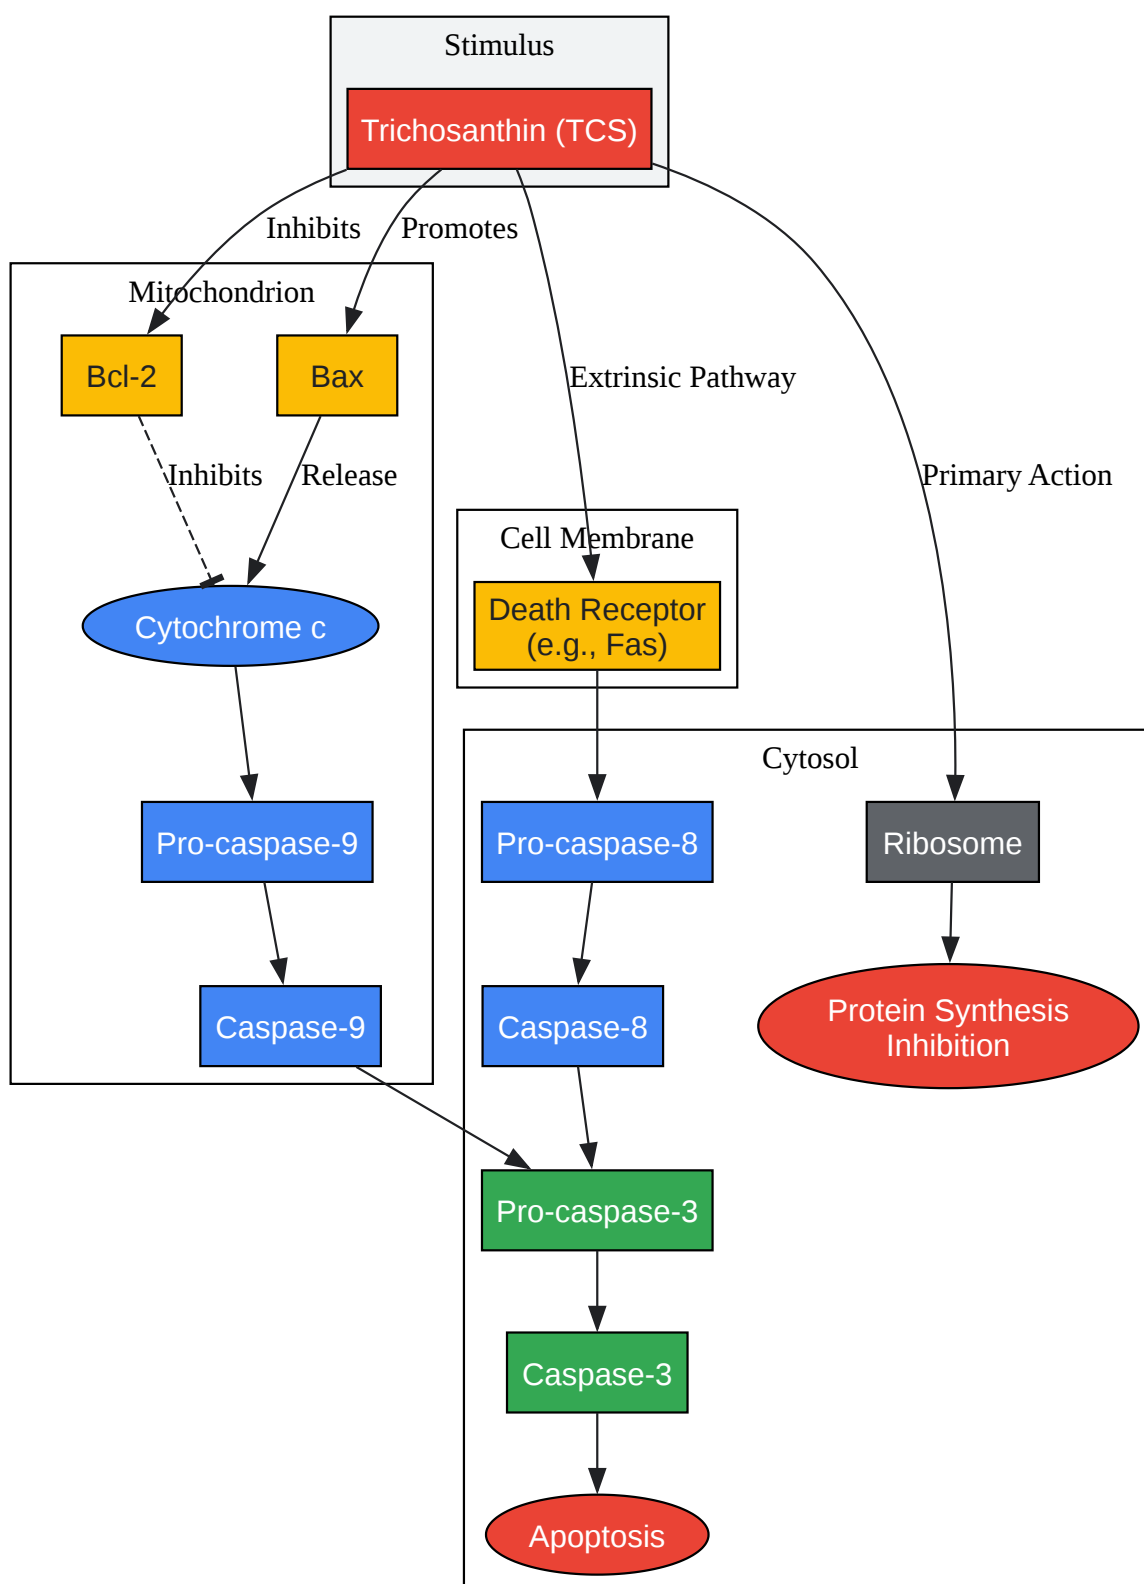 Stimulus
Trichosanthin (TCS)
Inhibits
Promotes
Mitochondrion
Bcl-2
Bax
Extrinsic Pathway
Inhibits
Release
Primary Action
Cell Membrane
Death Receptor
(e.g., Fas)
Cytochrome c
Cytosol
Pro-caspase-9
Pro-caspase-8
Ribosome
Caspase-9
Caspase-8
Protein Synthesis
Inhibition
Pro-caspase-3
Caspase-3
Apoptosis